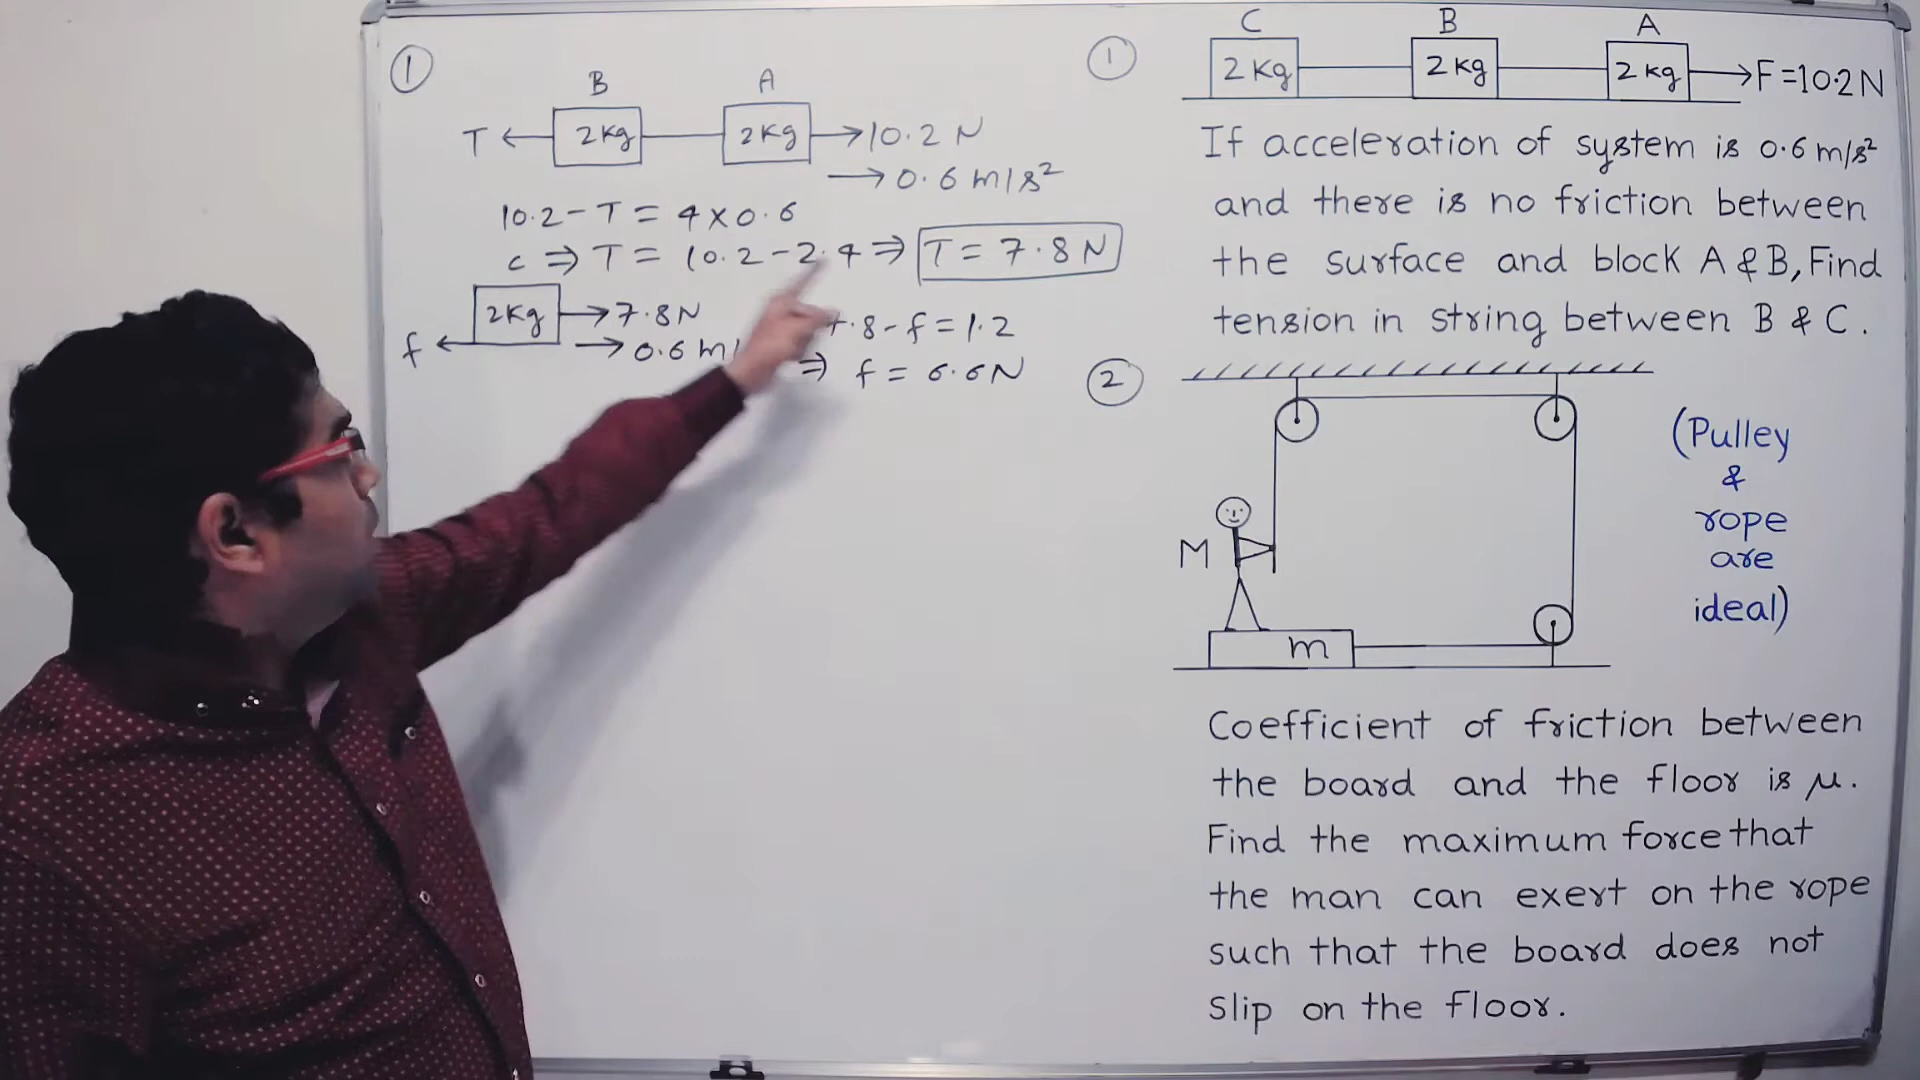 1
B A
T ← 2kg 2kg → 10.2 N
→ 0.6 m/s²
10.2 - T = 4 × 0.6
C ⇒ T = 10.2 - 2.4 ⇒ T = 7.8 N
2kg → 7.8N
f ← → 0.6 m/
.8 - f = 1.2
⇒ f = 6.6N
1
C B A
2 kg 2 kg 2 kg → F = 10.2 N
If acceleration of system is 0.6 m/s²
and there is no friction between
the surface and block A & B, Find
tension in string between B & C.
2
(Pulley
&
rope
are
ideal)
M
m
Coefficient of friction between
the board and the floor is μ.
Find the maximum force that
the man can exert on the rope
such that the board does not
slip on the floor.